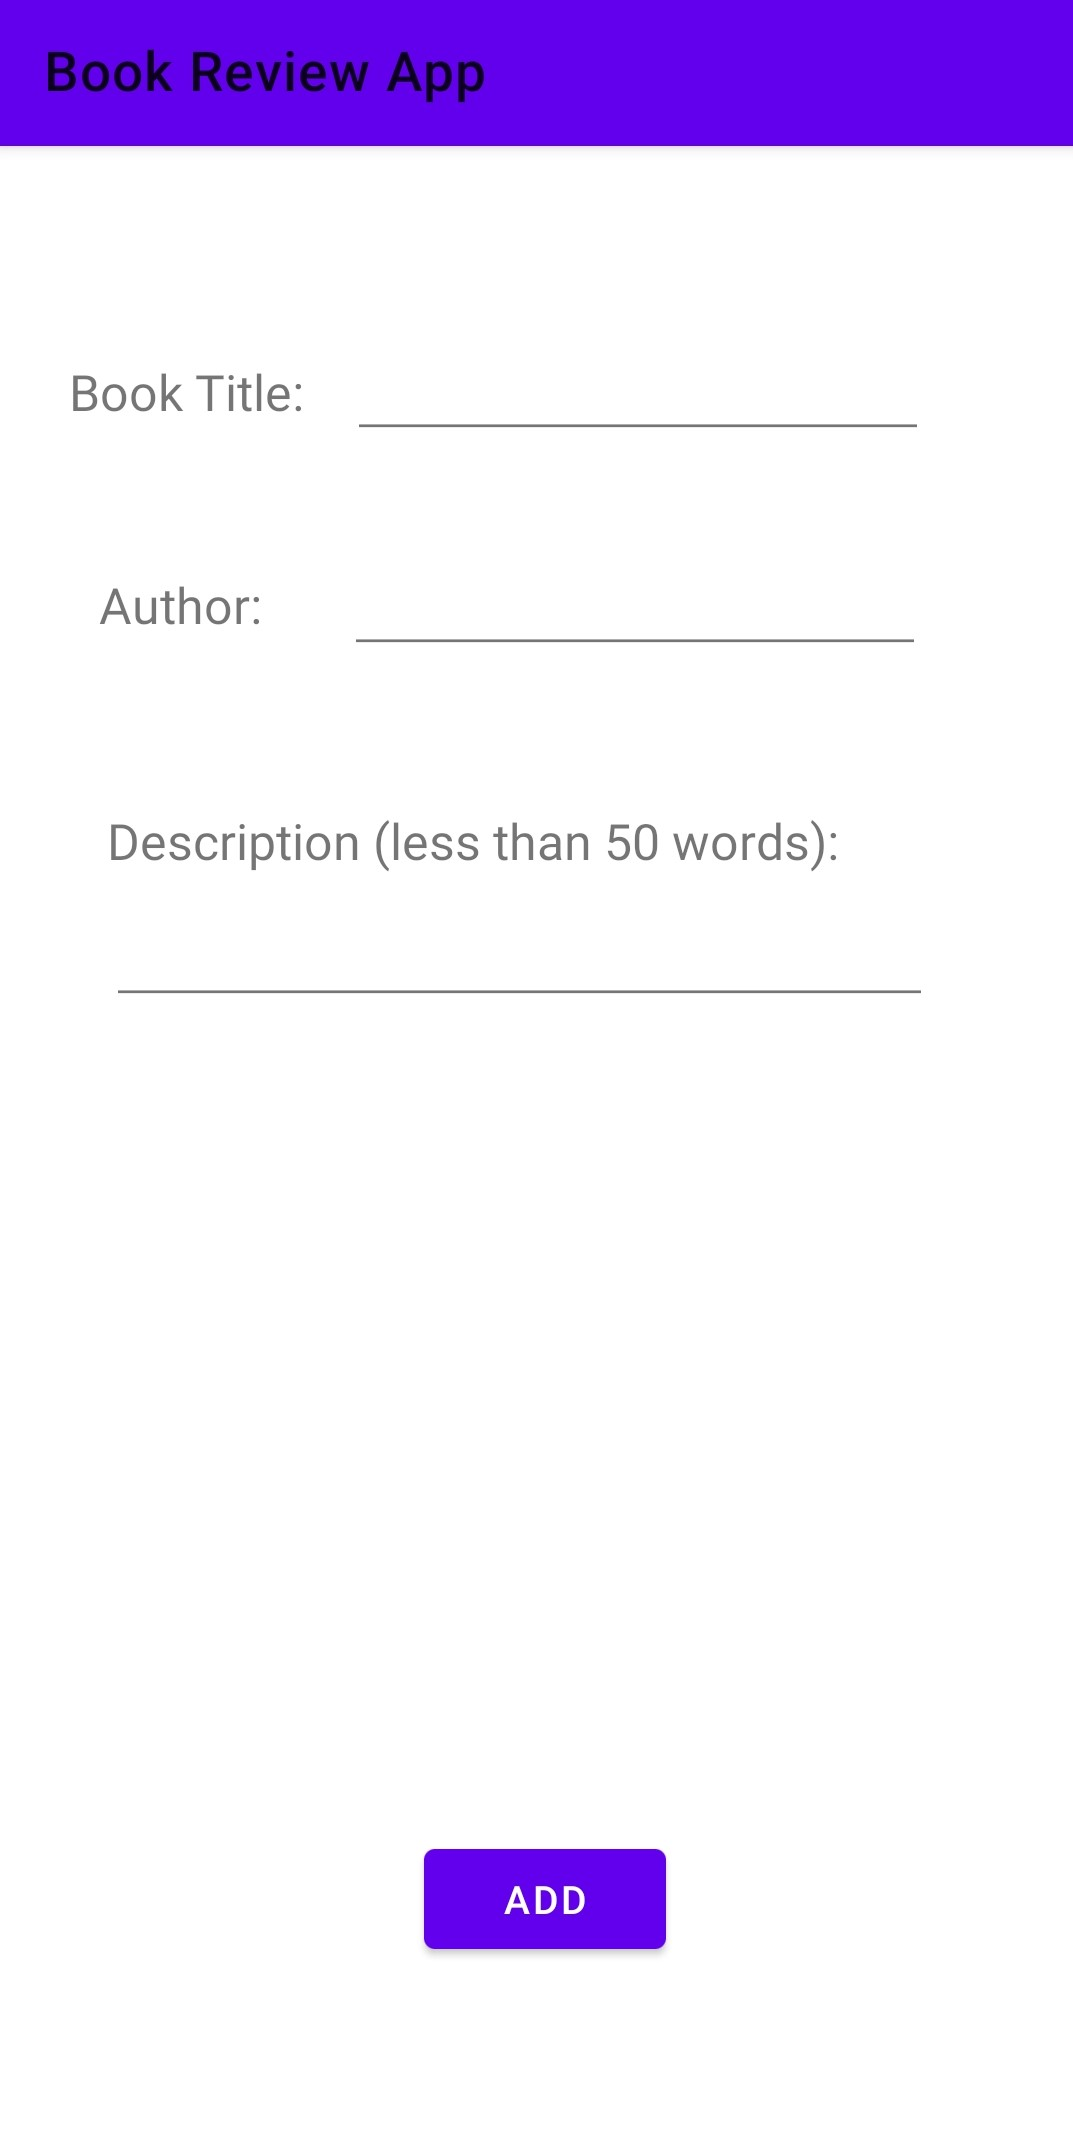 Book Review App
Book Title:
Author:
Description (less than 50 words):
ADD